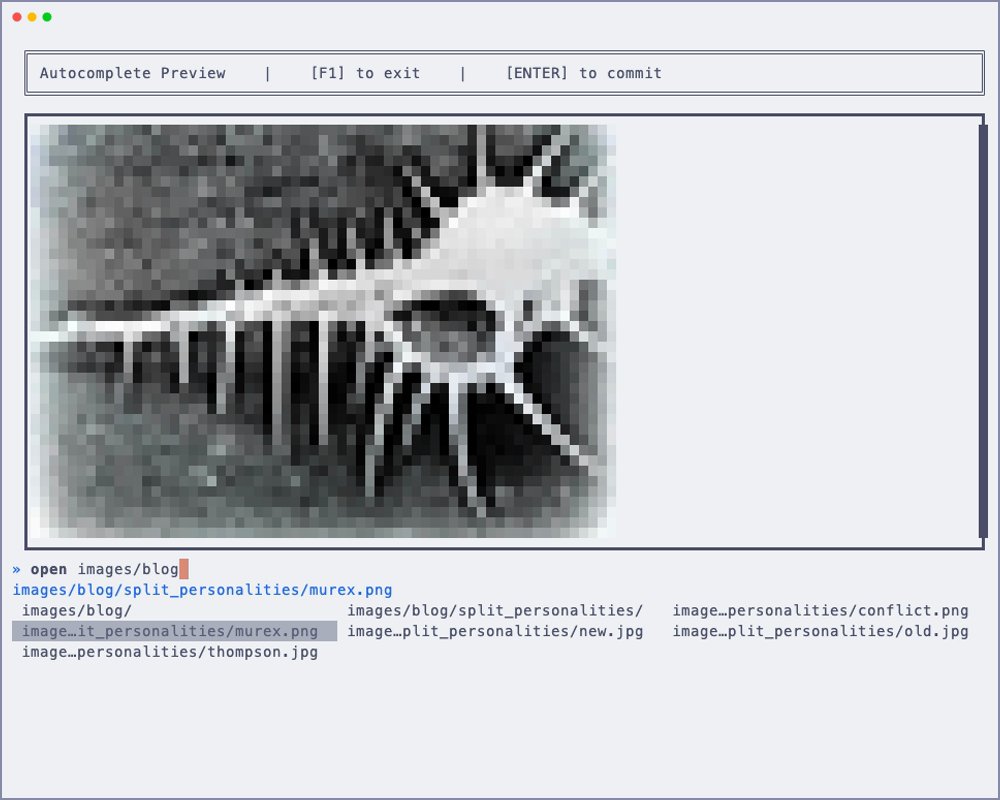 Autocomplete Preview | [F1] to exit | [ENTER] to commit
» open images/blog
images/blog/split_personalities/murex.png
images/blog/ images/blog/split_personalities/ image…personalities/conflict.png
image…it_personalities/murex.png image…plit_personalities/new.jpg image…plit_personalities/old.jpg
image…personalities/thompson.jpg